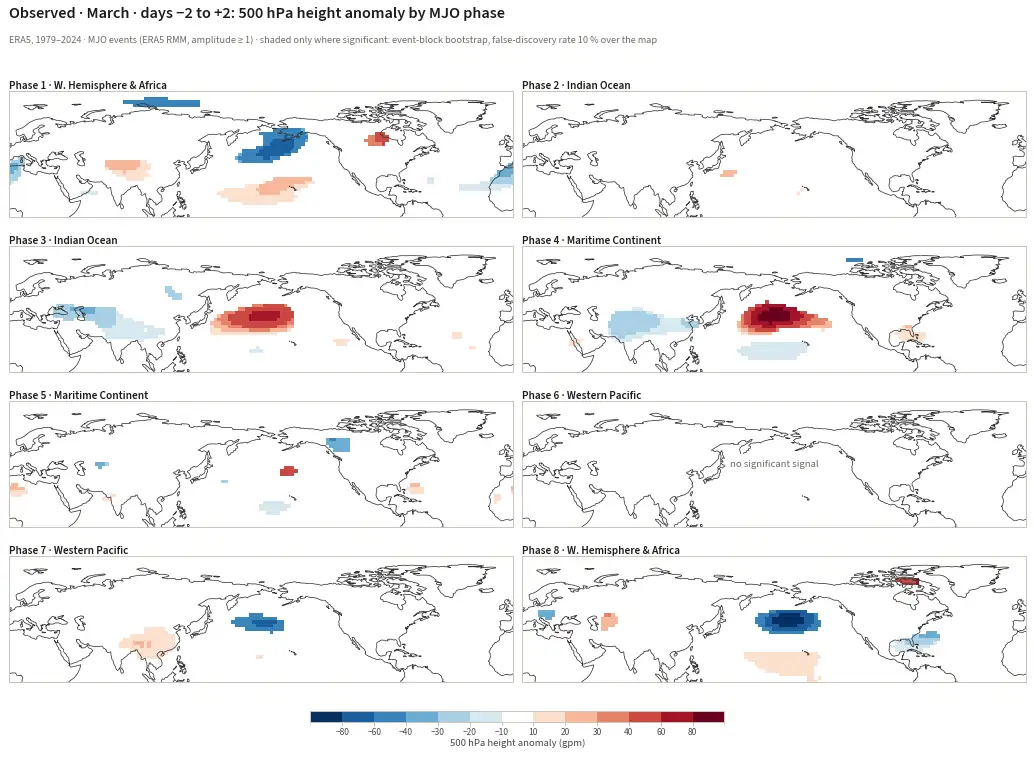 Observed · March · days −2 to +2: 500 hPa height anomaly by MJO phase
ERA5, 1979–2024 · MJO events (ERA5 RMM, amplitude ≥ 1) · shaded only where significant: event-block bootstrap, false-discovery rate 10 % over the map
Phase 1 · W. Hemisphere & Africa
Phase 2 · Indian Ocean
Phase 3 · Indian Ocean
Phase 4 · Maritime Continent
Phase 5 · Maritime Continent
Phase 6 · Western Pacific
no significant signal
Phase 7 · Western Pacific
Phase 8 · W. Hemisphere & Africa
−80 −60 −40 −30 −20 −10 10 20 30 40 60 80
500 hPa height anomaly (gpm)